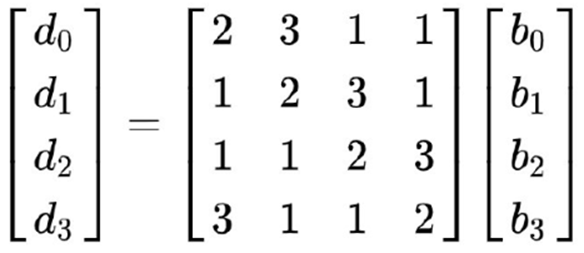 d0 2 3 1 1 b0
d1 1 2 3 1 b1
=
d2 1 1 2 3 b2
d3 3 1 1 2 b3